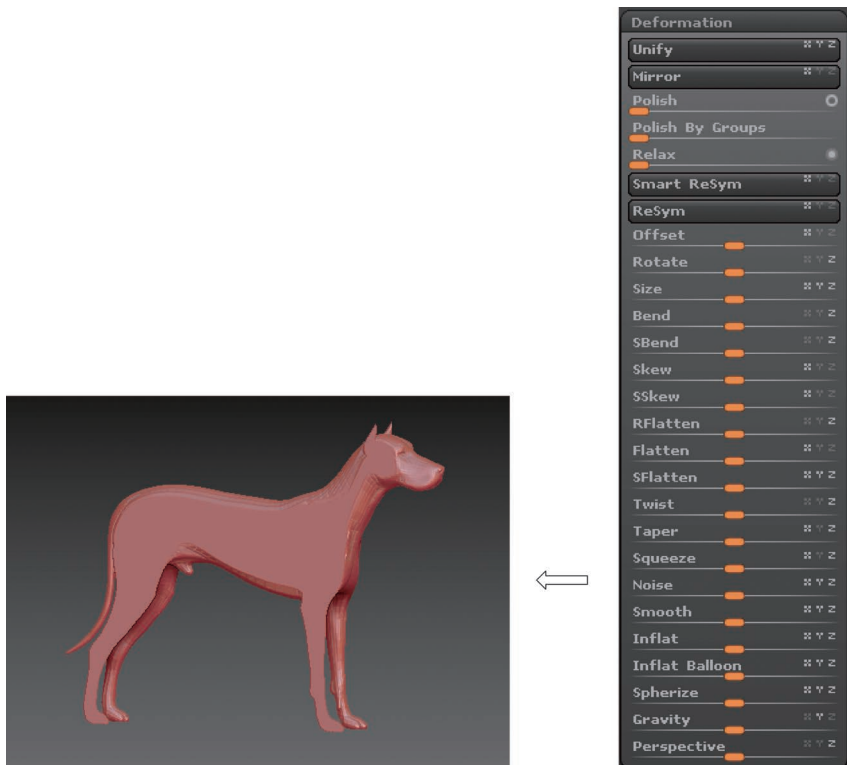 Deformation
Unify X Y Z
Mirror X Y Z
Polish
Polish By Groups
Relax
Smart ReSym X Y Z
ReSym X Y Z
Offset X Y Z
Rotate X Y Z
Size X Y Z
Bend X Y Z
SBend X Y Z
Skew X Y Z
SSkew X Y Z
RFlatten X Y Z
Flatten X Y Z
SFlatten X Y Z
Twist X Y Z
Taper X Y Z
Squeeze X Y Z
Noise X Y Z
Smooth X Y Z
Inflat X Y Z
Inflat Balloon X Y Z
Spherize X Y Z
Gravity X Y Z
Perspective X Y Z